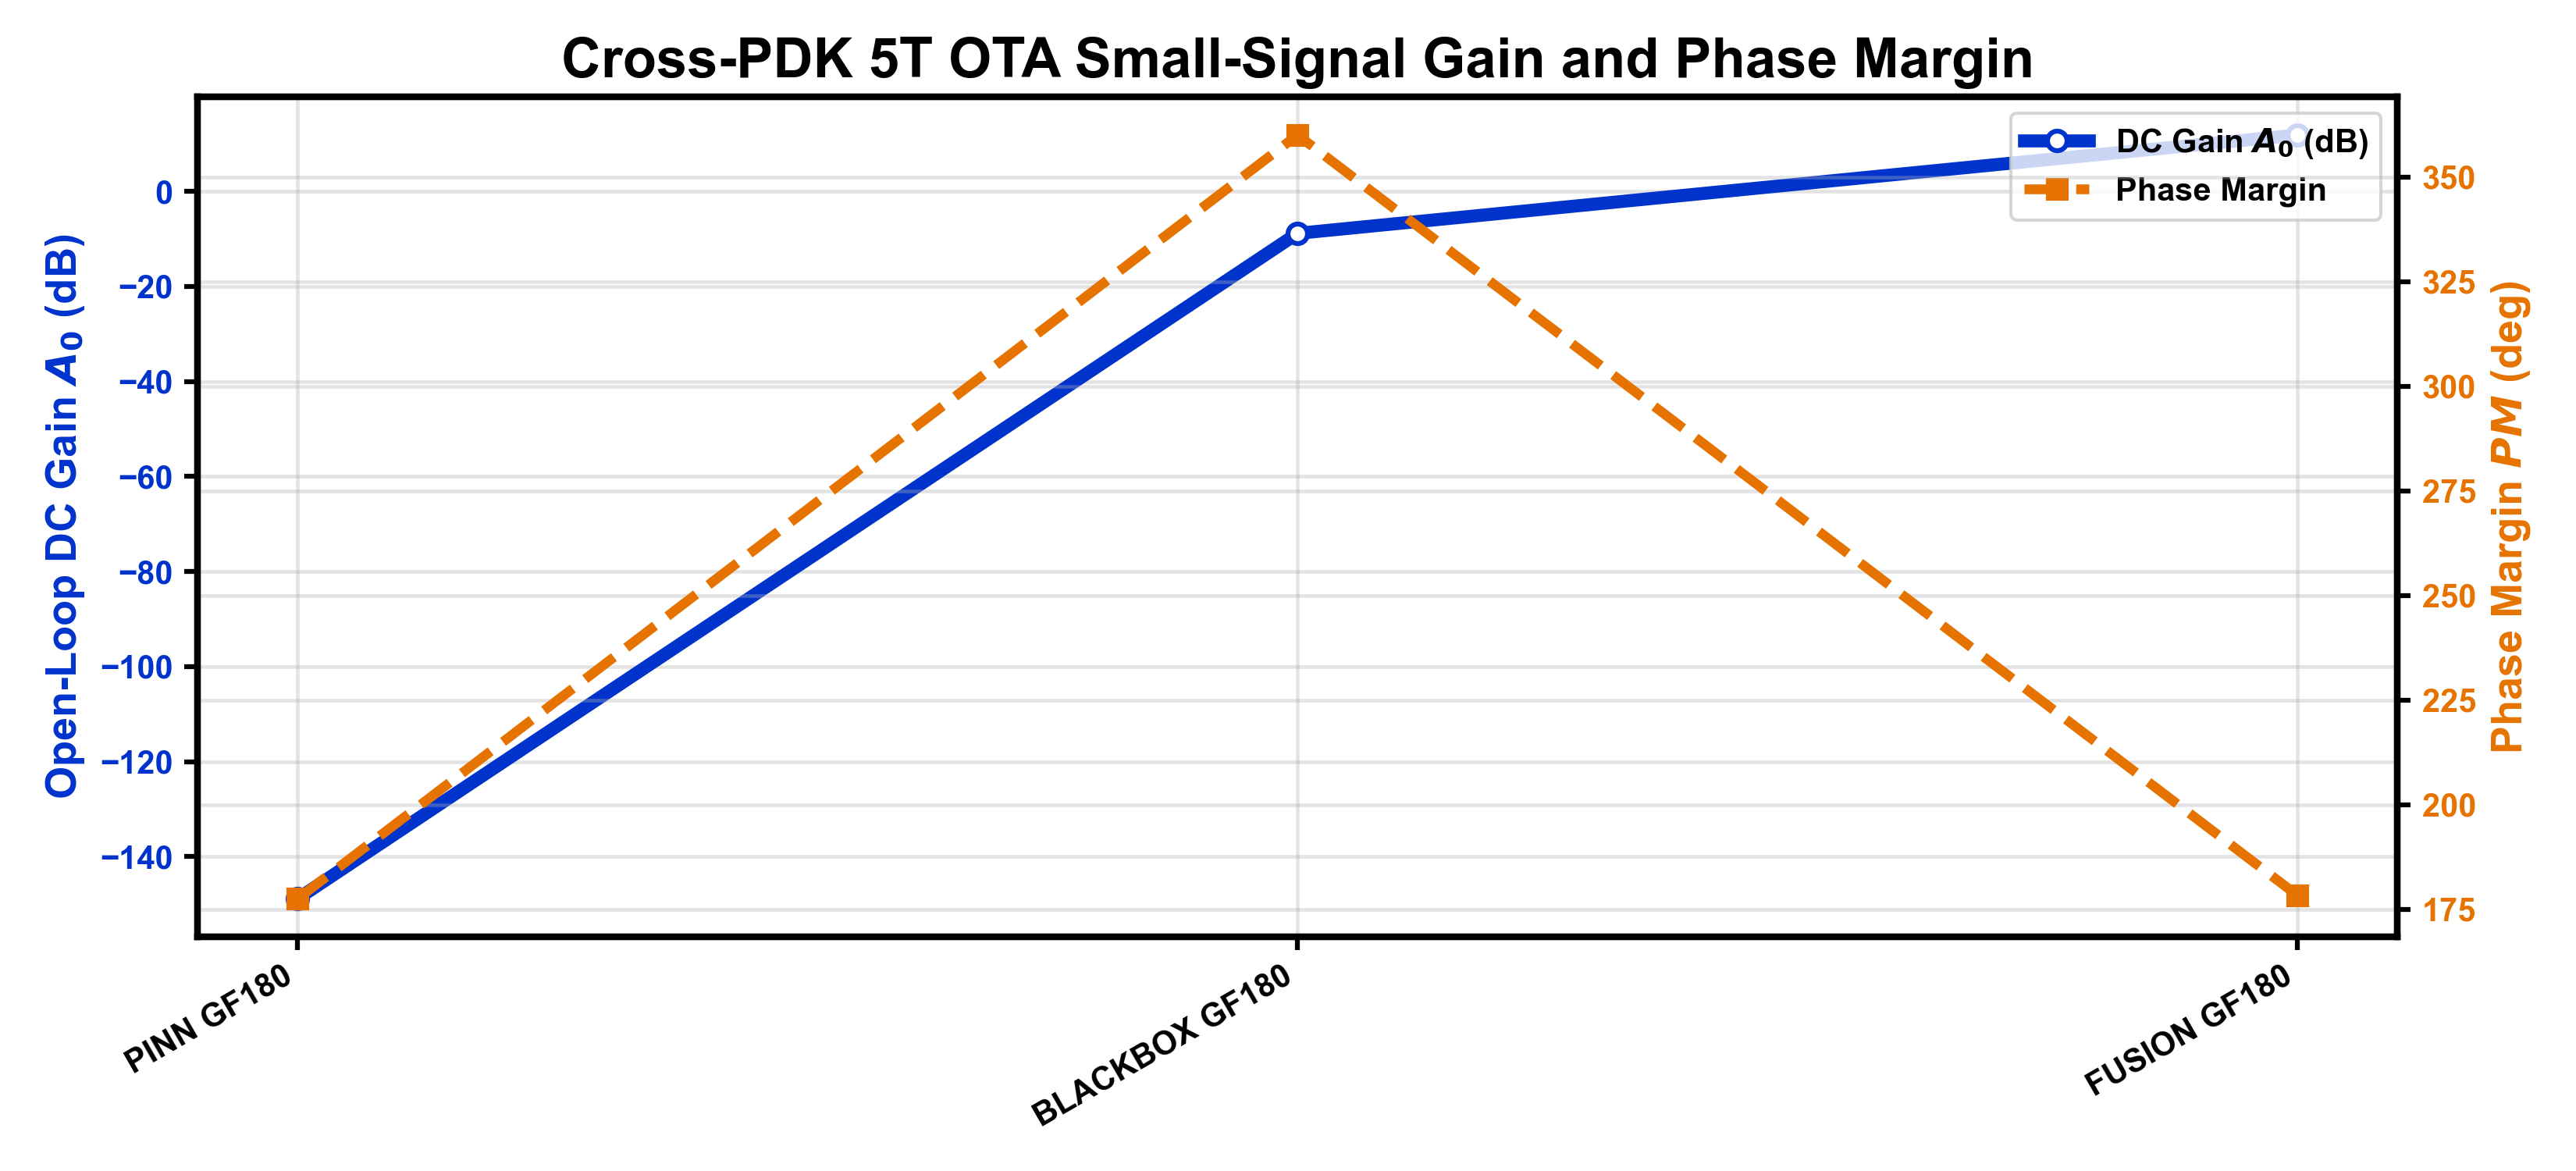 Cross-PDK 5T OTA Small-Signal Gain and Phase Margin
Open-Loop DC Gain A₀ (dB)
0
−20
−40
−60
−80
−100
−120
−140
DC Gain A₀ (dB)
Phase Margin
350
325
300
275
250
225
200
175
Phase Margin PM (deg)
PINN GF180
BLACKBOX GF180
FUSION GF180